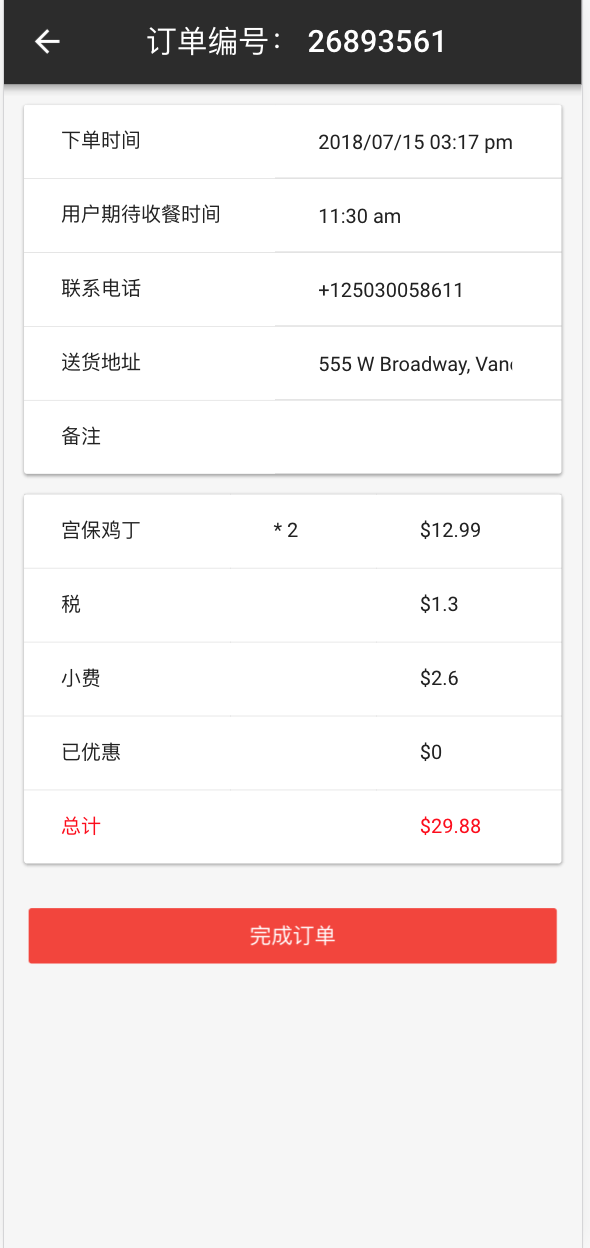 订单编号： 26893561
下单时间 2018/07/15 03:17 pm
用户期待收餐时间 11:30 am
联系电话 +125030058611
送货地址 555 W Broadway, Van
备注
宫保鸡丁 * 2 $12.99
税 $1.3
小费 $2.6
已优惠 $0
总计 $29.88
完成订单